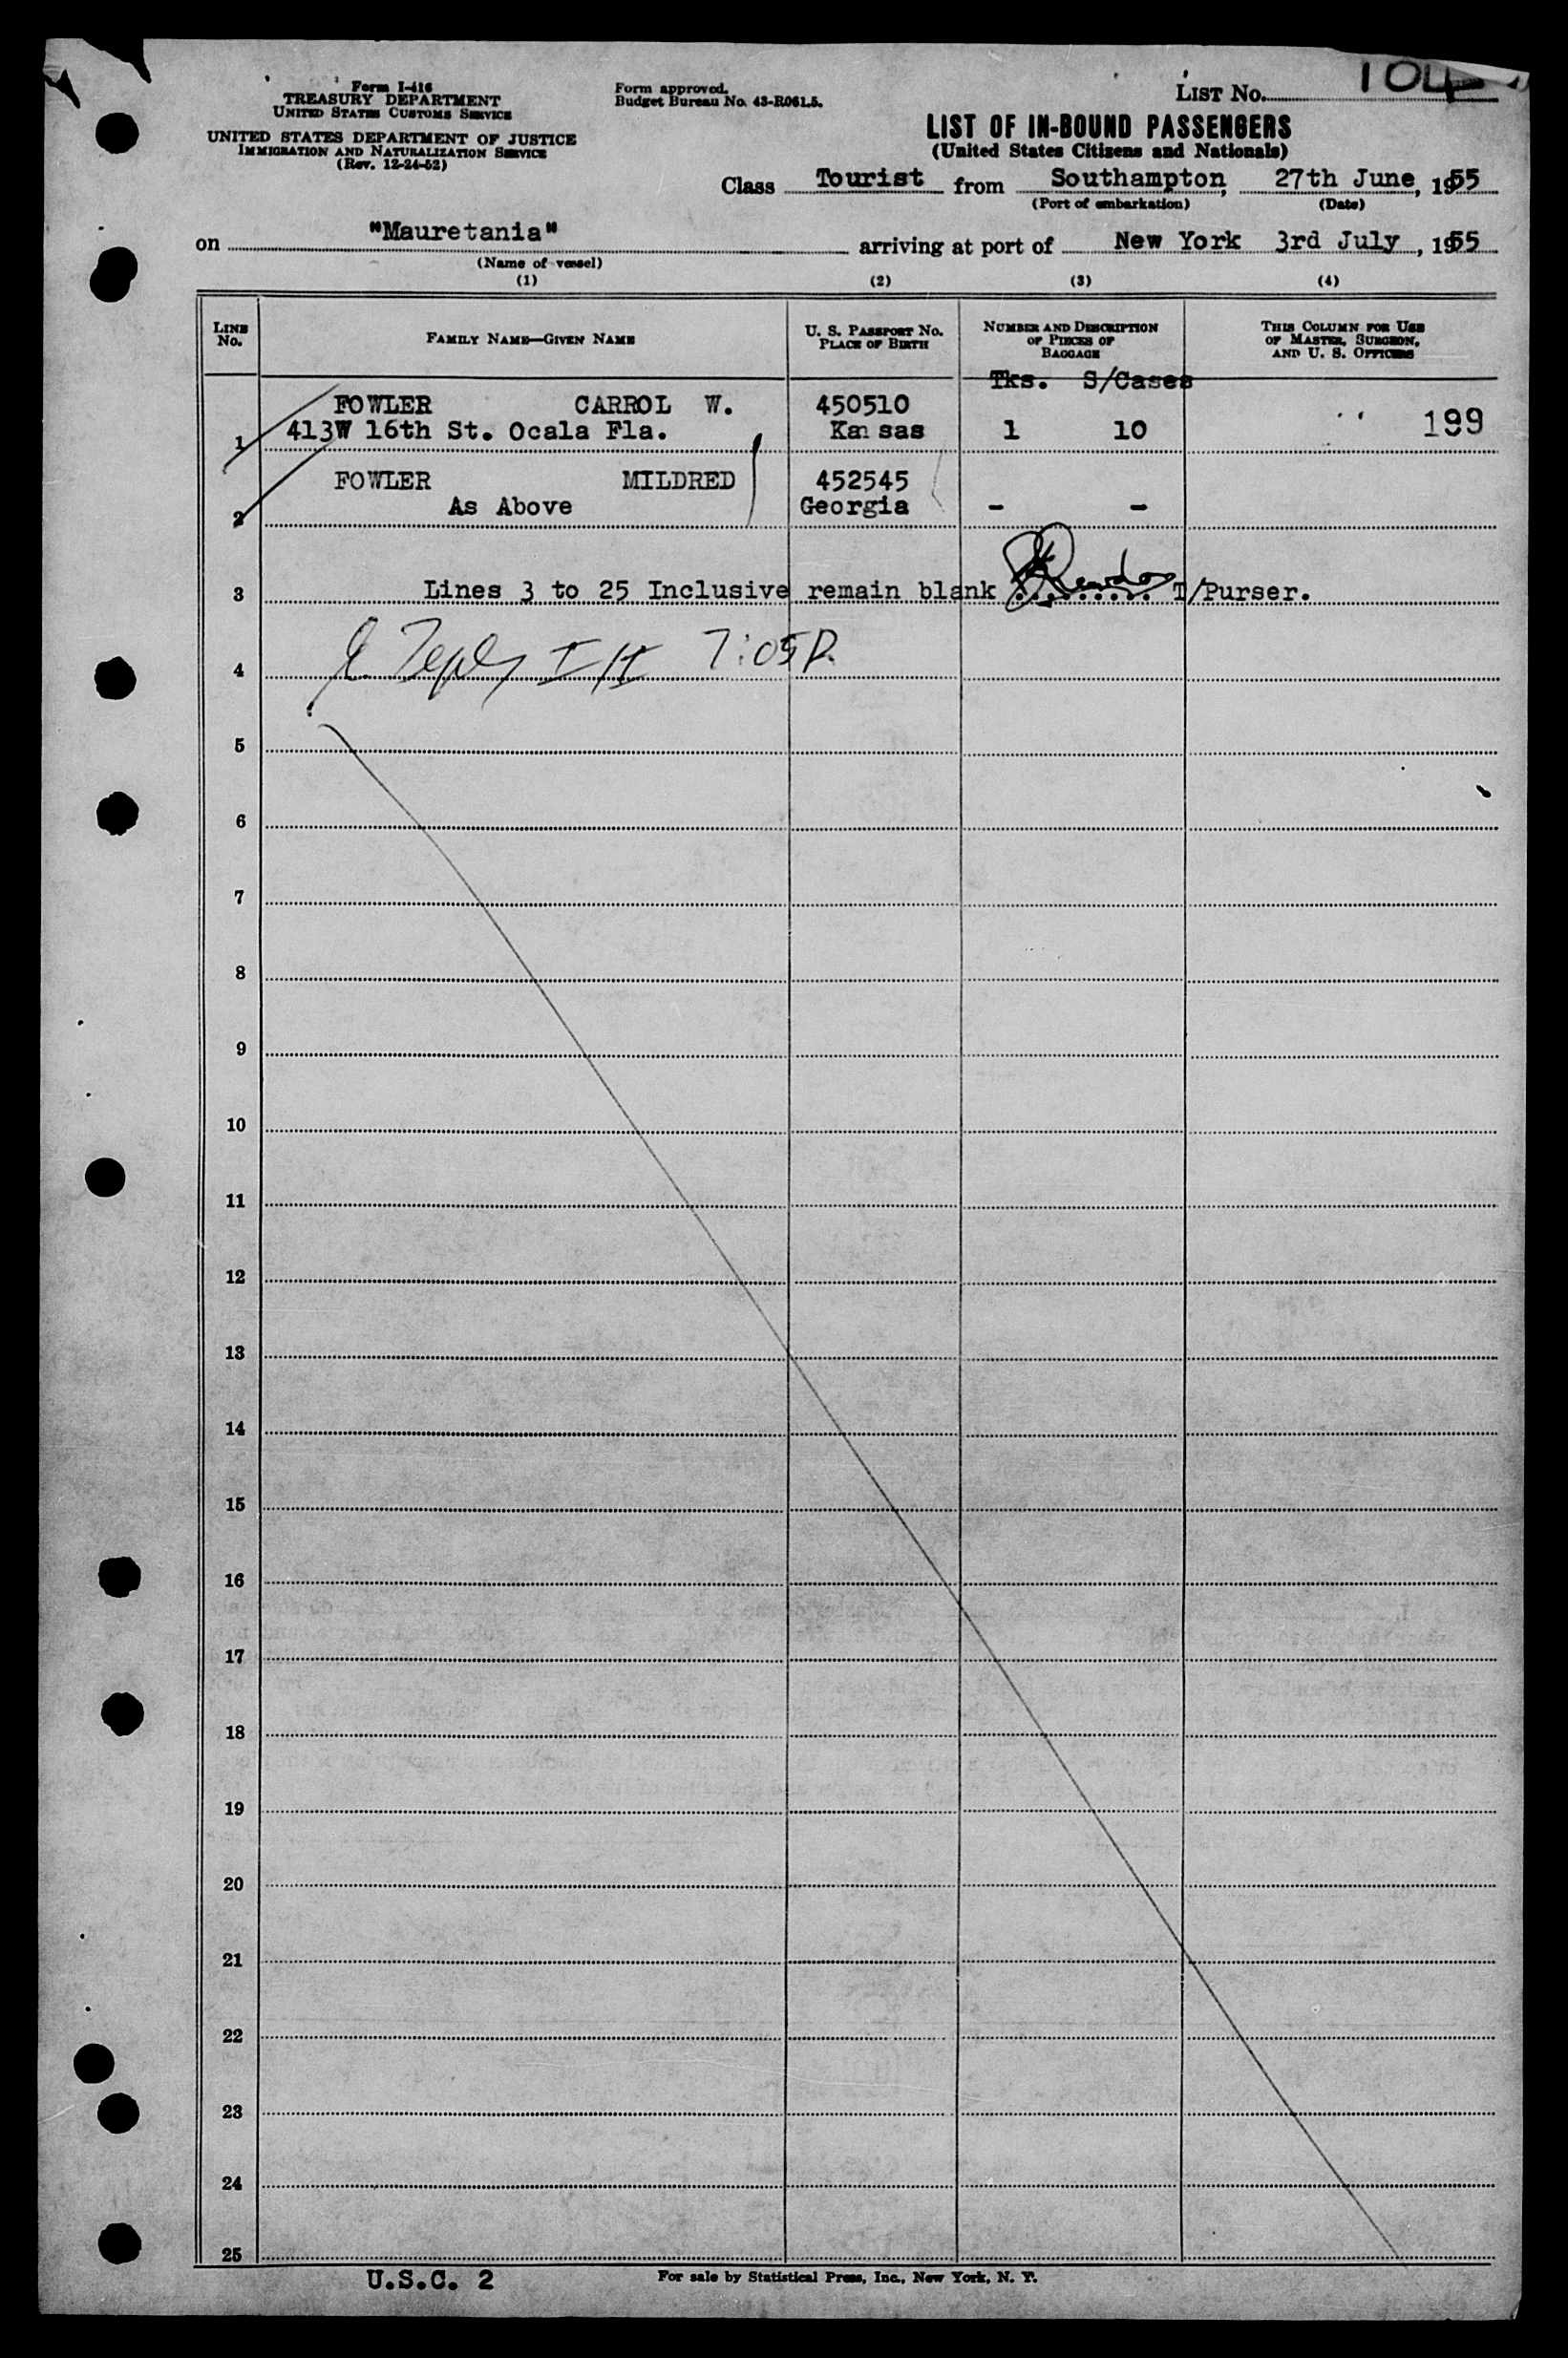 Form I-416
TREASURY DEPARTMENT
UNITED STATES CUSTOMS SERVICE
UNITED STATES DEPARTMENT OF JUSTICE
IMMIGRATION AND NATURALIZATION SERVICE
(Rev. 12-24-52)
Form approved.
Budget Bureau No. 43-R061.5.
LIST No. 104
LIST OF IN-BOUND PASSENGERS
(United States Citizens and Nationals)
Class Tourist from Southampton, 27th June, 1955
(Port of embarkation) (Date)
on "Mauretania" arriving at port of New York 3rd July, 1955
(Name of vessel)
(1) (2) (3) (4)
LINE No. FAMILY NAME—GIVEN NAME U. S. PASSPORT No. PLACE OF BIRTH NUMBER AND DESCRIPTION OF PIECES OF BAGGAGE THIS COLUMN FOR USE OF MASTER, SURGEON, AND U. S. OFFICERS
Tks. S/Cases
FOWLER CARROL W. 450510
1 413W 16th St. Ocala Fla. Kansas 1 10 199
FOWLER MILDRED 452545
2 As Above Georgia - -
3 Lines 3 to 25 Inclusive remain blank ......... T/Purser.
4 7:05P.
5
6
7
8
9
10
11
12
13
14
15
16
17
18
19
20
21
22
23
24
25
U.S.C. 2 For sale by Statistical Press, Inc., New York, N. Y.